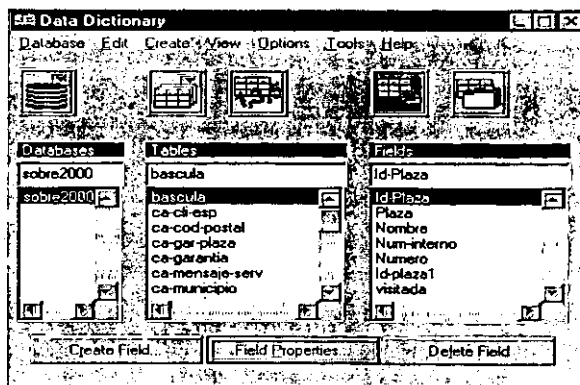 Data Dictionary
Database Edit Create View Options Tools Help
Databases
sobre2000
sobre2000
Tables
bascula
bascula
ca-cli-esp
ca-cod-postal
ca-gar-plaza
ca-garantia
ca-mensaje-serv
ca-municipio
Fields
Id-Plaza
Id-Plaza
Plaza
Nombre
Num-interno
Numero
Id-plaza1
visitada
Create Field... Field Properties... Delete Field